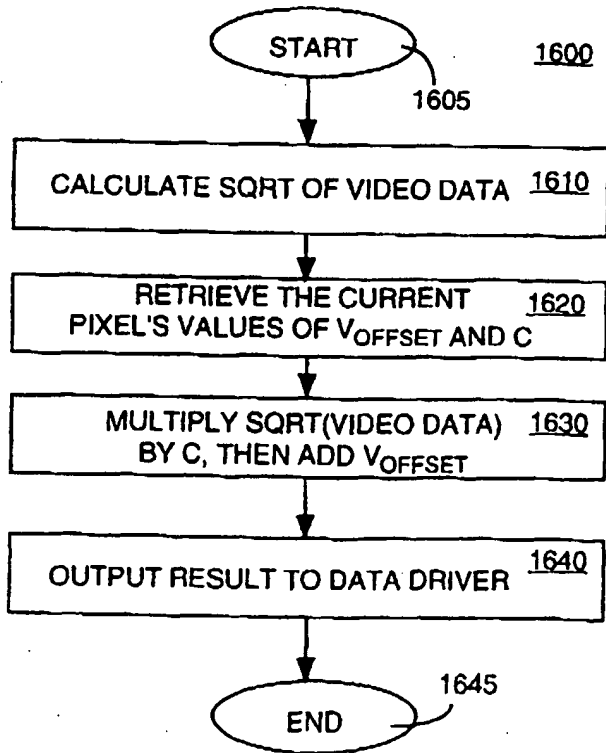 START
1600
1605
CALCULATE SQRT OF VIDEO DATA 1610
RETRIEVE THE CURRENT 1620
PIXEL'S VALUES OF VOFFSET AND C
MULTIPLY SQRT(VIDEO DATA) 1630
BY C, THEN ADD VOFFSET
OUTPUT RESULT TO DATA DRIVER 1640
1645
END